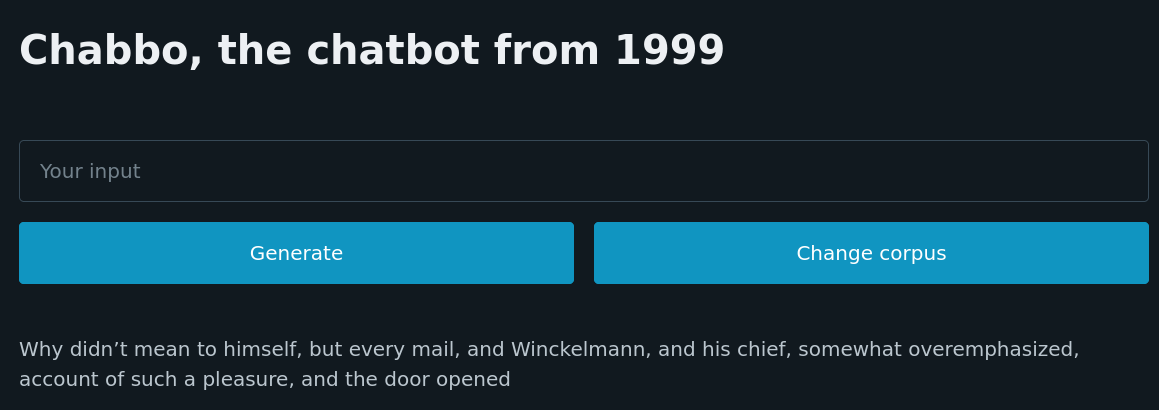 Chabbo, the chatbot from 1999
Your input
Generate
Change corpus
Why didn’t mean to himself, but every mail, and Winckelmann, and his chief, somewhat overemphasized,
account of such a pleasure, and the door opened